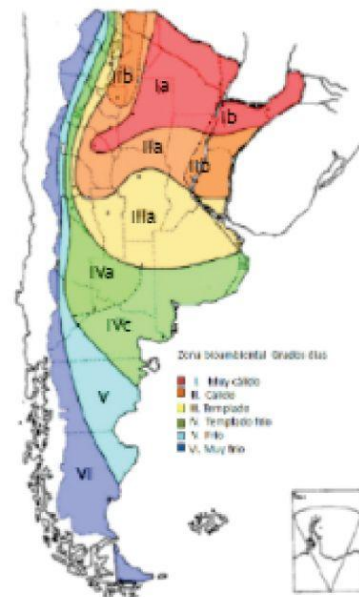 IIb
Ia
Ib
IIa
IIb
IIIa
IVa
IVc
V
VI
Zona bioambiental Grados días
I. Muy cálido
II. Cálido
III. Templado
IV. Templado frío
V. Frío
VI. Muy frío